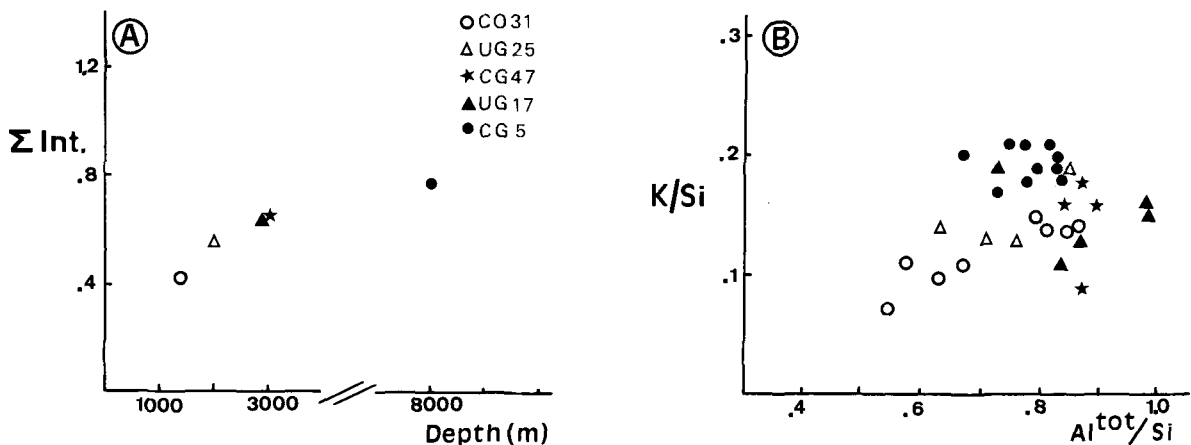 A
○ CO31
△ UG25
★ CG47
▲ UG17
● CG5
1,2
Σ Int.
.8
.4
1000
3000
8000
Depth (m)
B
.3
.2
K/Si
.1
.4
.6
.8
1.0
Al^tot/Si